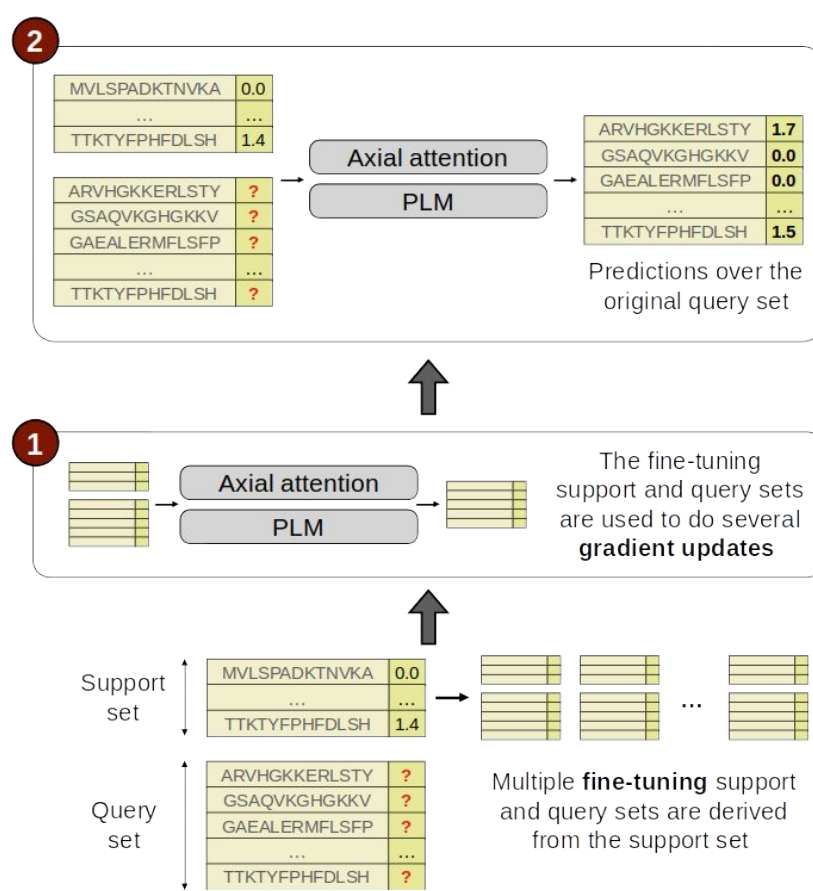 2
MVLSPADKTNVKA 0.0
... ...
TTKTYFPHFDLSH 1.4
ARVHGKKERLSTY ?
GSAQVKGHGKKV ?
GAEALERMFLSFP ?
... ...
TTKTYFPHFDLSH ?
Axial attention
PLM
ARVHGKKERLSTY 1.7
GSAQVKGHGKKV 0.0
GAEALERMFLSFP 0.0
... ...
TTKTYFPHFDLSH 1.5
Predictions over the
original query set
1
Axial attention
PLM
The fine-tuning
support and query sets
are used to do several
gradient updates
Support
set
MVLSPADKTNVKA 0.0
... ...
TTKTYFPHFDLSH 1.4
...
Query
set
ARVHGKKERLSTY ?
GSAQVKGHGKKV ?
GAEALERMFLSFP ?
... ...
TTKTYFPHFDLSH ?
Multiple fine-tuning support
and query sets are derived
from the support set